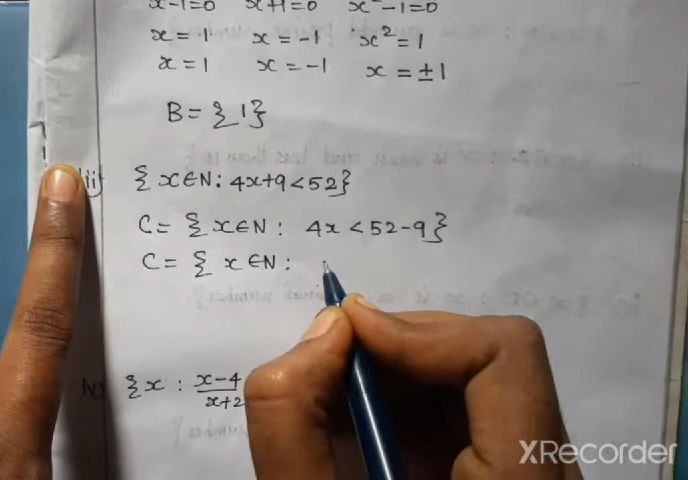 x-1=0 x+1=0 x²-1=0
x = 1 x = -1 x² = 1
x = 1 x = -1 x = ±1
B = {1}
iii) {x∈N: 4x+9<52}
C = {x∈N: 4x<52-9}
C = {x∈N:
iv) {x : x-4/x+2
XRecorder